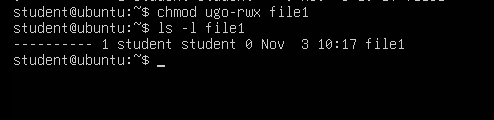 student@ubuntu:~$ chmod ugo-rwx file1
student@ubuntu:~$ ls -l file1
---------- 1 student student 0 Nov  3 10:17 file1
student@ubuntu:~$ _